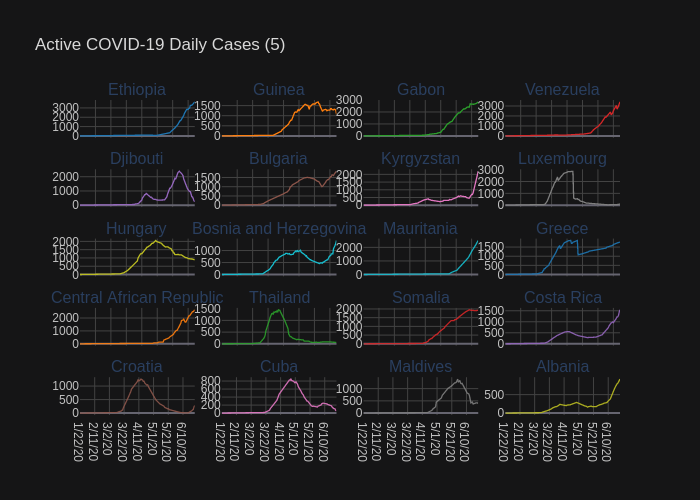 Active COVID-19 Daily Cases (5)
Ethiopia Guinea Gabon Venezuela
3000 2000 1000 0 1500 1000 500 0 3000 2000 1000 0 3000 2000 1000 0
Djibouti Bulgaria Kyrgyzstan Luxembourg
2000 1000 0 1500 1000 500 0 2000 1500 1000 500 0 3000 2000 1000 0
Hungary Bosnia and Herzegovina Mauritania Greece
2000 1500 1000 500 0 1000 500 0 2000 1000 0 1500 1000 500 0
Central African Republic Thailand Somalia Costa Rica
2000 1000 0 1500 1000 500 0 2000 1500 1000 500 0 1500 1000 500 0
Croatia Cuba Maldives Albania
1000 500 0 800 600 400 200 0 1000 500 0 500 0
1/22/20 2/11/20 3/2/20 3/22/20 4/11/20 5/1/20 5/21/20 6/10/20 1/22/20 2/11/20 3/2/20 3/22/20 4/11/20 5/1/20 5/21/20 6/10/20 1/22/20 2/11/20 3/2/20 3/22/20 4/11/20 5/1/20 5/21/20 6/10/20 1/22/20 2/11/20 3/2/20 3/22/20 4/11/20 5/1/20 5/21/20 6/10/20